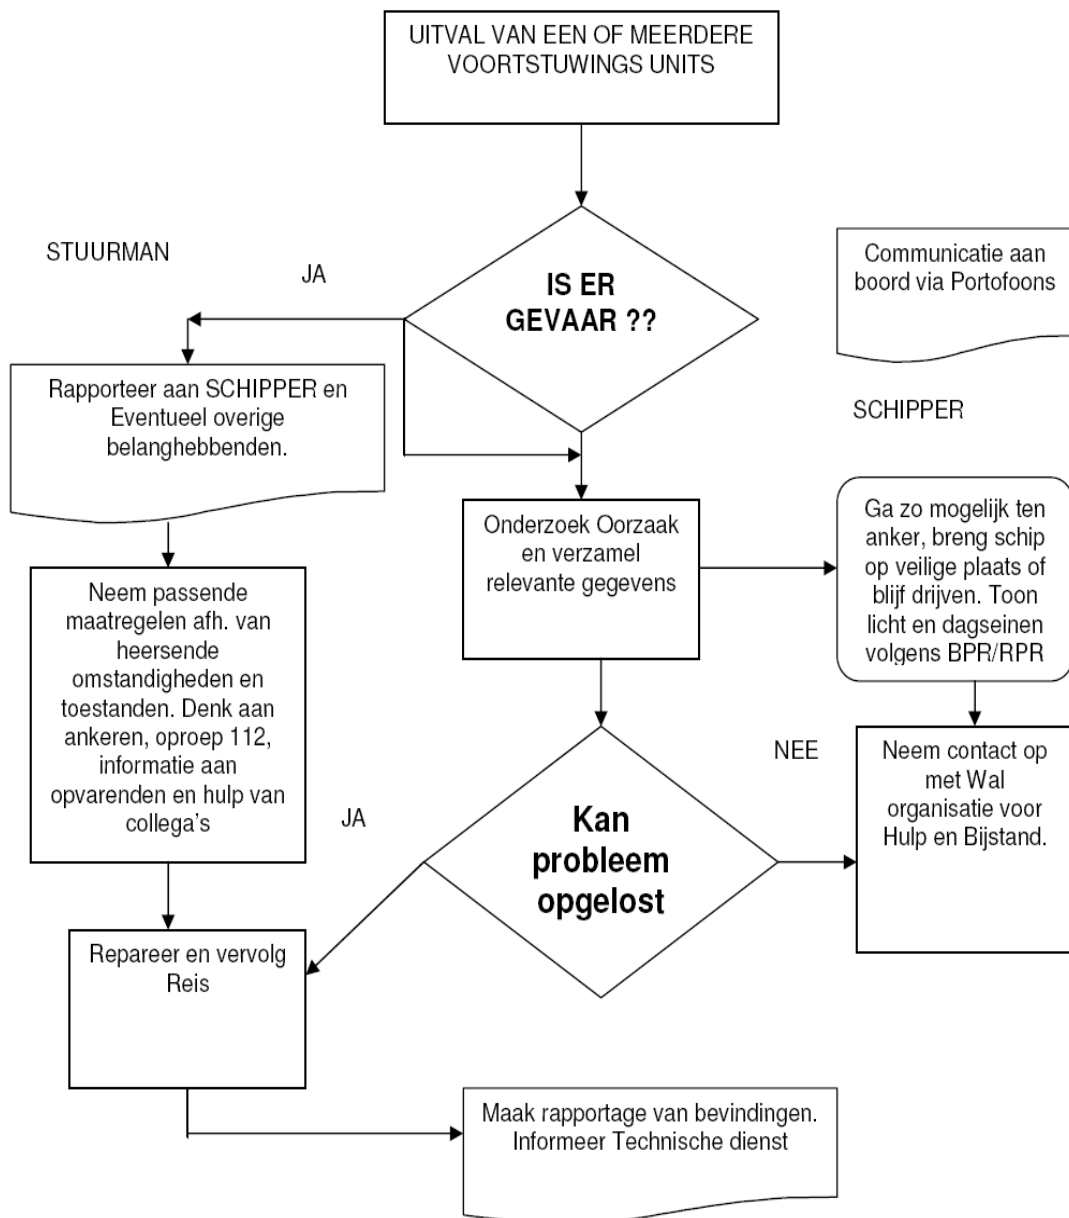 UITVAL VAN EEN OF MEERDERE
VOORTSTUWINGS UNITS
STUURMAN
JA
IS ER
GEVAAR ??
Communicatie aan
boord via Portofoons
Rapporteer aan SCHIPPER en
Eventueel overige
belanghebbenden.
SCHIPPER
Onderzoek Oorzaak
en verzamel
relevante gegevens
Ga zo mogelijk ten
anker, breng schip
op veilige plaats of
blijf drijven. Toon
licht en dagseinen
volgens BPR/RPR
Neem passende
maatregelen afh. van
heersende
omstandigheden en
toestanden. Denk aan
ankeren, oproep 112,
informatie aan
opvarenden en hulp van
collega's
NEE
Neem contact op
met Wal
organisatie voor
Hulp en Bijstand.
JA
Kan
probleem
opgelost
Repareer en vervolg
Reis
Maak rapportage van bevindingen.
Informeer Technische dienst